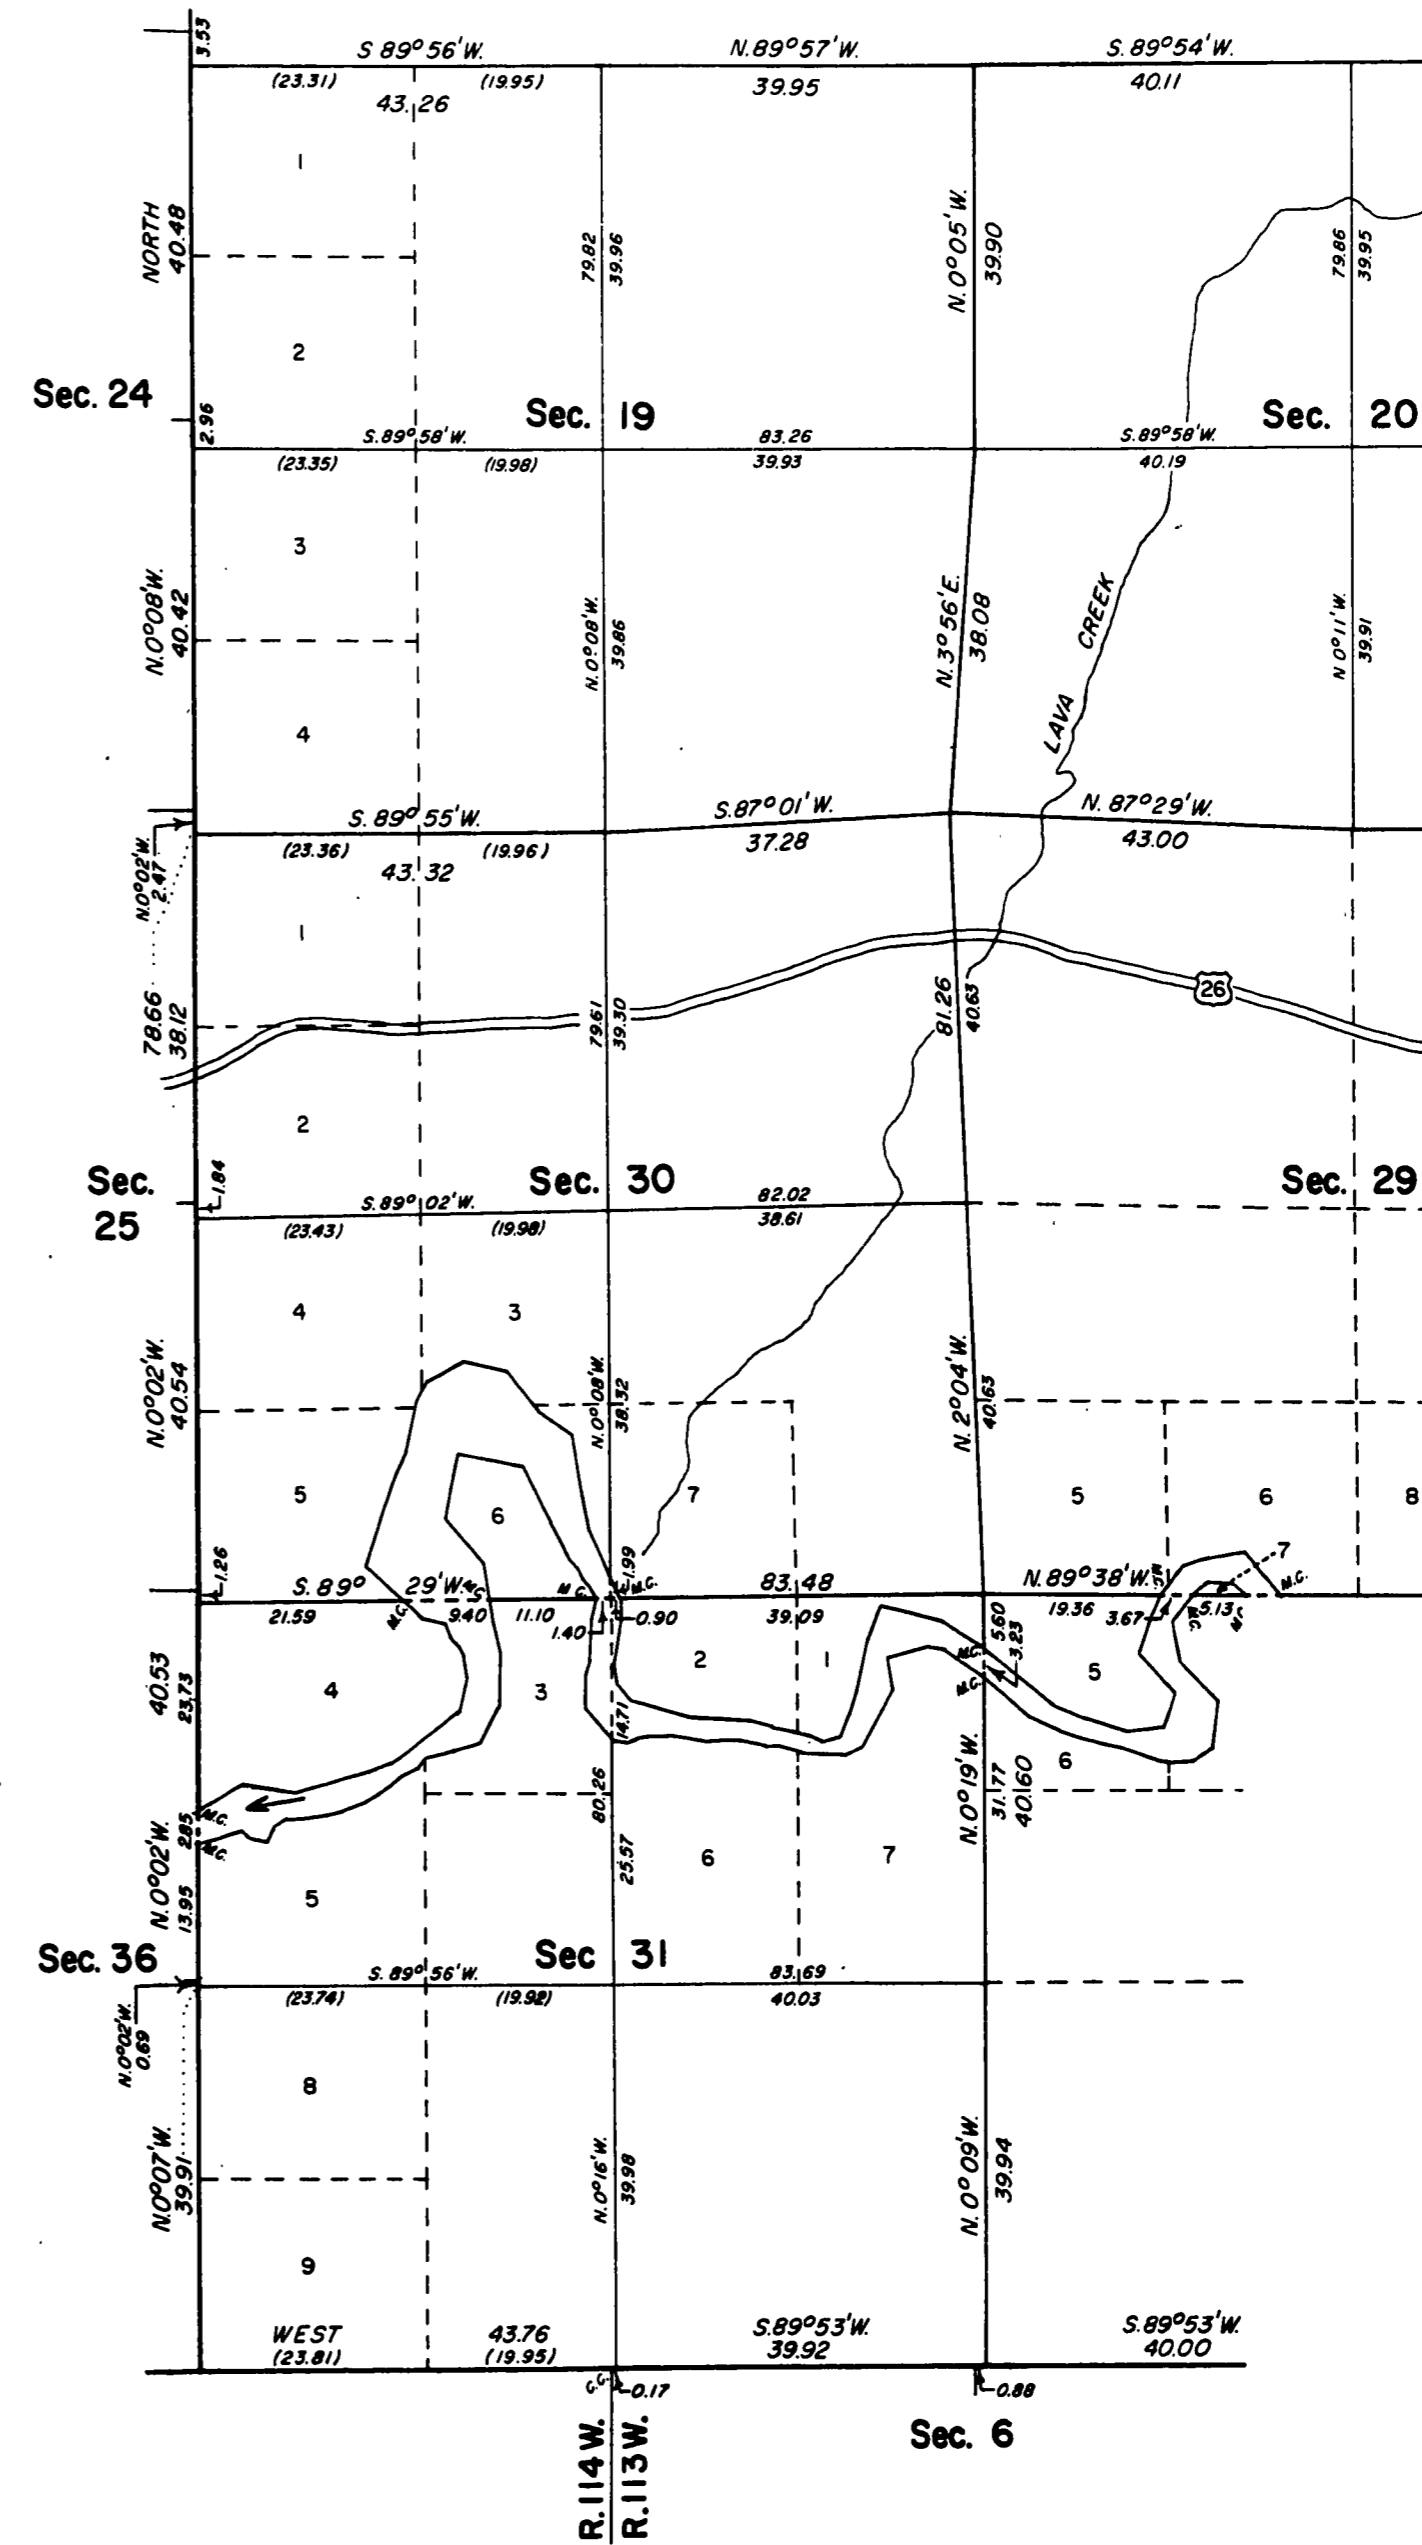 3.53
S 89°56'W.
N.89°57'W.
S.89°54'W.
(23.31)
(19.95)
43.26
39.95
40.11
1
NORTH
40.48
79.82
39.96
N.0°05'W.
39.90
79.86
39.95
2
Sec. 24
2.96
Sec. 19
Sec. 20
S.89°58'W.
83.26
S.89°58'W.
(23.35)
(19.98)
39.93
40.19
3
N.0°08'W.
40.42
N.0°08'W.
39.86
N.3°56'E.
38.08
LAVA CREEK
N 0°11'W.
39.91
4
S. 89°55'W.
S.87°01'W.
N. 87°29'W.
(23.36)
(19.96)
43.32
37.28
43.00
N.0°02'W.
2.47
1
26
78.66
38.12
79.61
39.30
81.26
40.63
2
Sec.
25
1.84
Sec. 30
Sec. 29
S.89°02'W.
82.02
(23.43)
(19.98)
38.61
4
3
N.0°02'W.
40.54
N.0°08'W.
38.32
N.2°04'W.
40.63
5
6
7
5
6
8
7
1.26
S.89° 29'W.
M.C.
M.C.
M.C.
M.C.
1.99
83.48
N.89°38'W.
M.C.
M.C.
21.59
9.40
11.10
1.40
0.90
39.09
19.36
3.67
5.13
M.C.
M.C.
5.60
3.23
M.C.
M.C.
40.53
23.73
4
3
2
1
5
6
14.71
80.26
25.57
N.0°19'W.
31.77
40.60
M.C.
M.C.
2.85
N.0°02'W.
13.95
5
6
7
Sec. 36
Sec 31
S. 89°56'W.
83.69
(23.74)
(19.92)
40.03
N.0°02'W.
0.69
8
N.0°07'W.
39.91
N.0°16'W.
39.98
N.0°09'W.
39.94
9
WEST
43.76
S.89°53'W.
S.89°53'W.
(23.81)
(19.95)
39.92
40.00
C.C.
0.17
0.88
Sec. 6
R.114W.
R.113W.